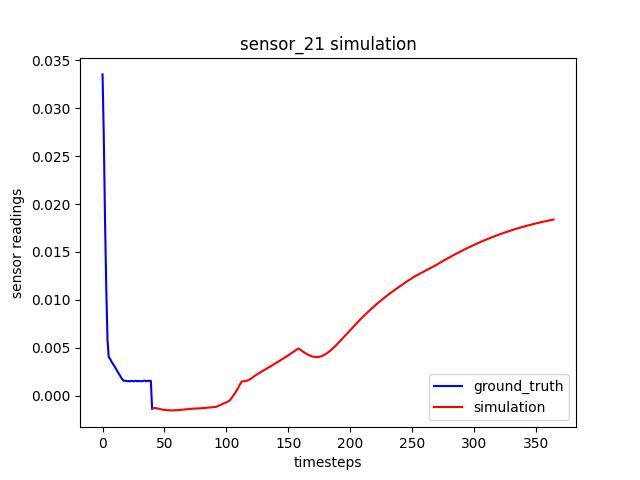 sensor_21 simulation
0.035
0.030
0.025
0.020
0.015
0.010
0.005
0.000
sensor readings
ground_truth
simulation
0 50 100 150 200 250 300 350
timesteps